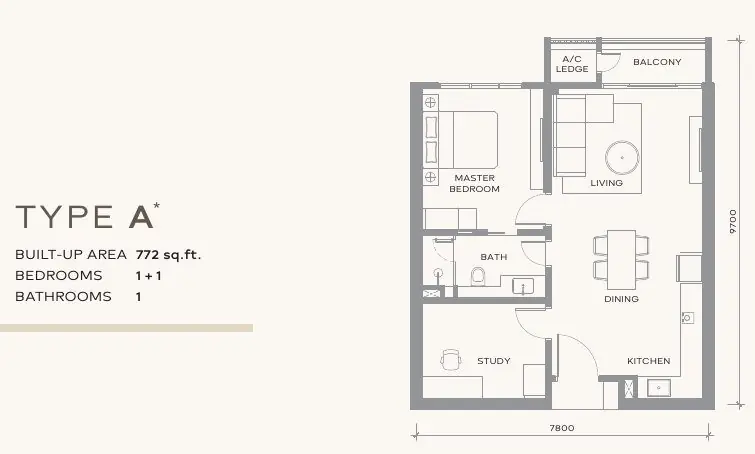 TYPE A*
BUILT-UP AREA 772 sq.ft.
BEDROOMS 1 + 1
BATHROOMS 1
A/C
LEDGE
BALCONY
MASTER
BEDROOM
LIVING
BATH
DINING
STUDY
KITCHEN
9700
7800